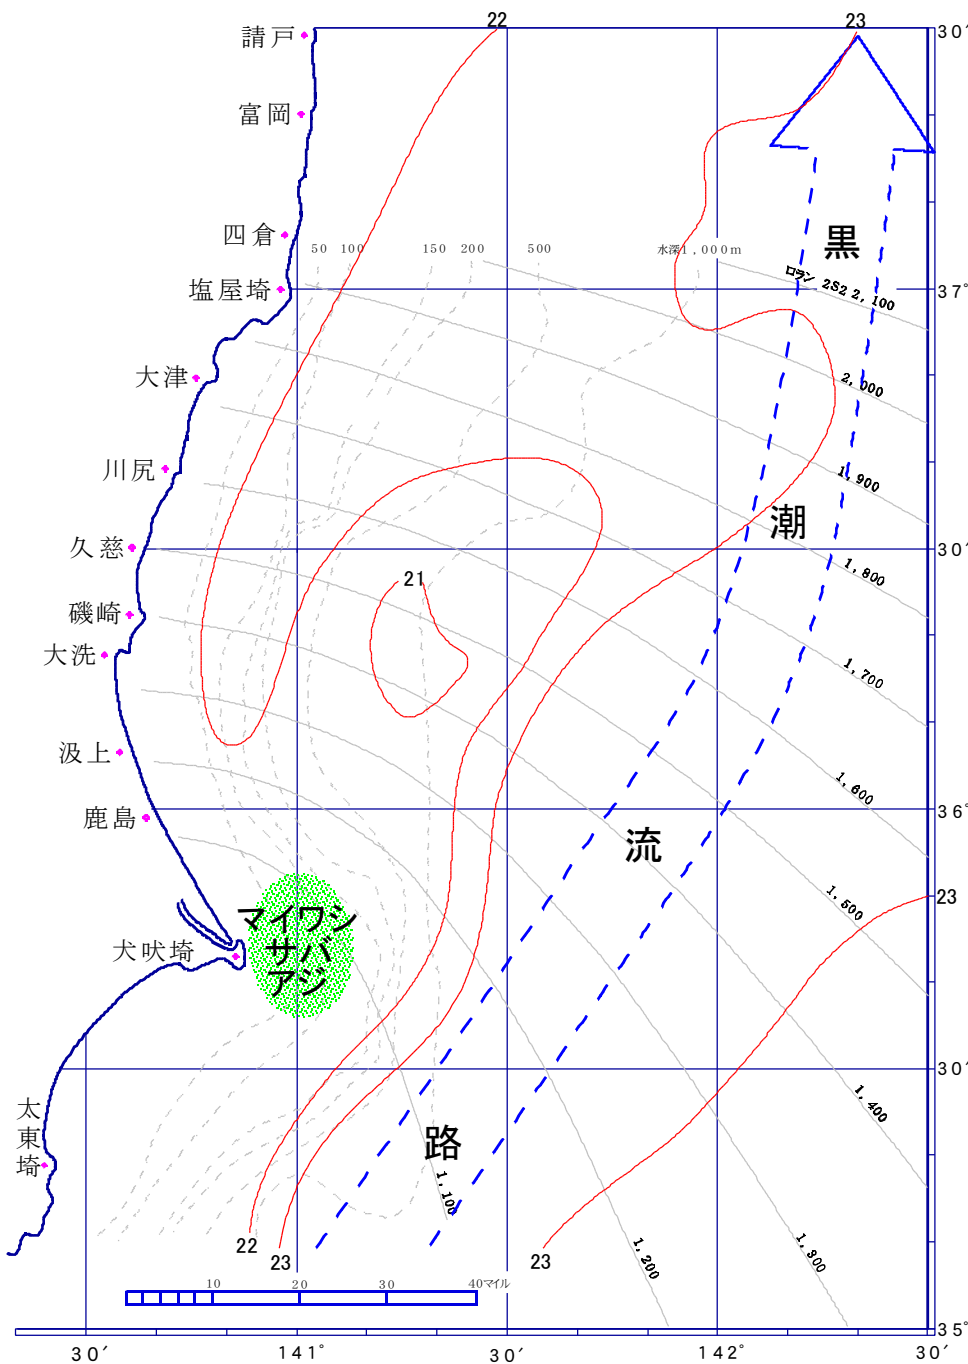 22
23
30′
請戸
富岡
四倉
50
100
150
200
500
水深1,000m
黒
ロラン 2S2 2,100
塩屋埼
37°
大津
2,000
川尻
1,900
潮
久慈
30′
1,800
21
磯崎
大洗
1,700
汲上
1,600
鹿島
36°
流
1,500
23
マイワシ
サバ
アジ
犬吠埼
30′
1,400
太東埼
路
1,100
22
23
23
1,200
1,300
10
20
30
40マイル
35°
30′
141°
30′
142°
30′